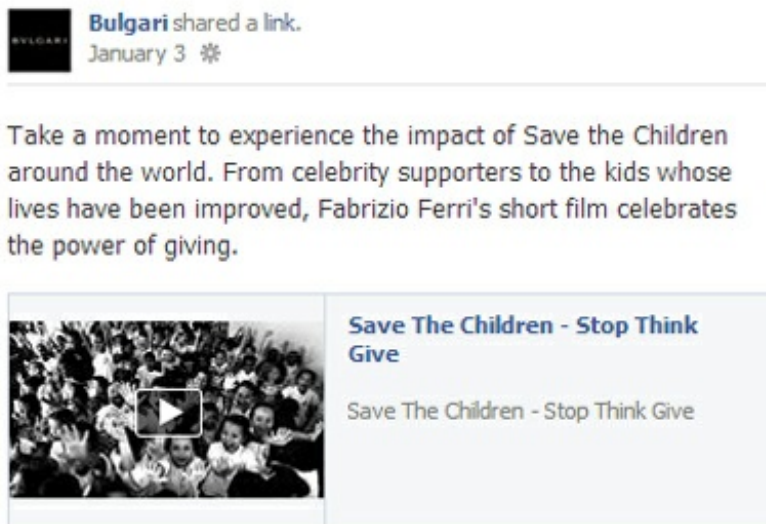 BVLGARI
Bulgari shared a link.
January 3
Take a moment to experience the impact of Save the Children
around the world. From celebrity supporters to the kids whose
lives have been improved, Fabrizio Ferri's short film celebrates
the power of giving.
Save The Children - Stop Think
Give
Save The Children - Stop Think Give